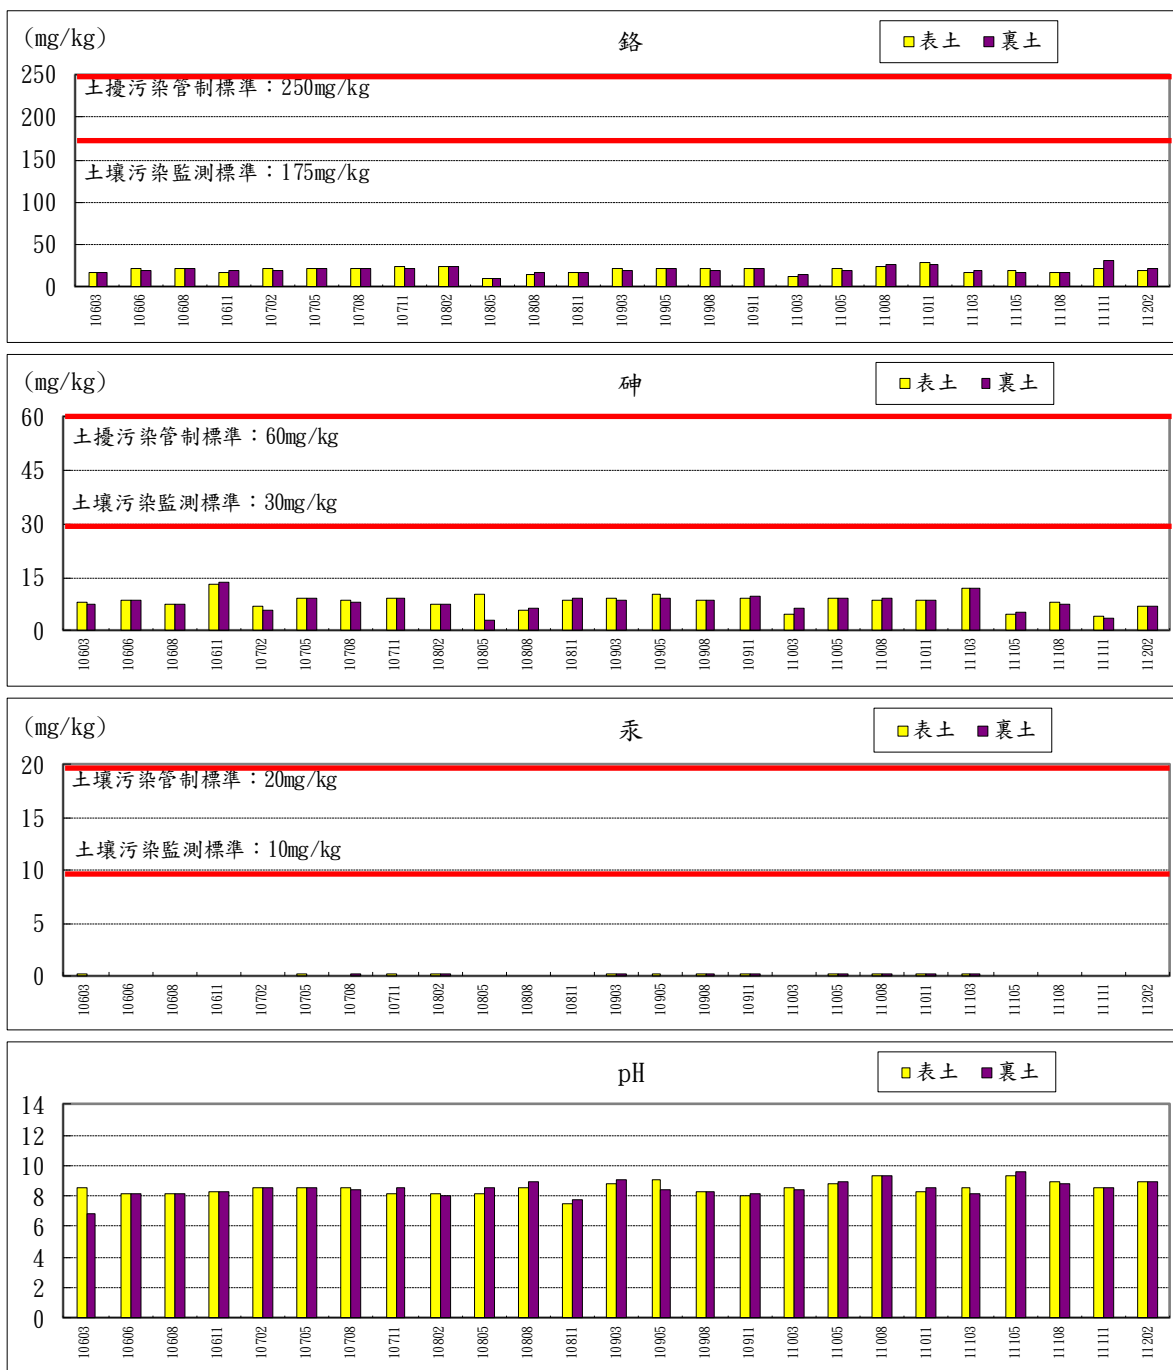 (mg/kg)
鉻
表土 裏土
250
土擾污染管制標準：250mg/kg
200
土壤污染監測標準：175mg/kg
150
100
50
0
10603 10606 10608 10611 10702 10705 10708 10711 10802 10805 10808 10811 10903 10905 10908 10911 11003 11005 11008 11011 11103 11105 11108 11111 11202
(mg/kg)
砷
表土 裏土
60
土擾污染管制標準：60mg/kg
45
土壤污染監測標準：30mg/kg
30
15
0
10603 10606 10608 10611 10702 10705 10708 10711 10802 10805 10808 10811 10903 10905 10908 10911 11003 11005 11008 11011 11103 11105 11108 11111 11202
(mg/kg)
汞
表土 裏土
20
土壤污染管制標準：20mg/kg
15
土壤污染監測標準：10mg/kg
10
5
0
10603 10606 10608 10611 10702 10705 10708 10711 10802 10805 10808 10811 10903 10905 10908 10911 11003 11005 11008 11011 11103 11105 11108 11111 11202
pH
表土 裏土
14
12
10
8
6
4
2
0
10603 10606 10608 10611 10702 10705 10708 10711 10802 10805 10808 10811 10903 10905 10908 10911 11003 11005 11008 11011 11103 11105 11108 11111 11202